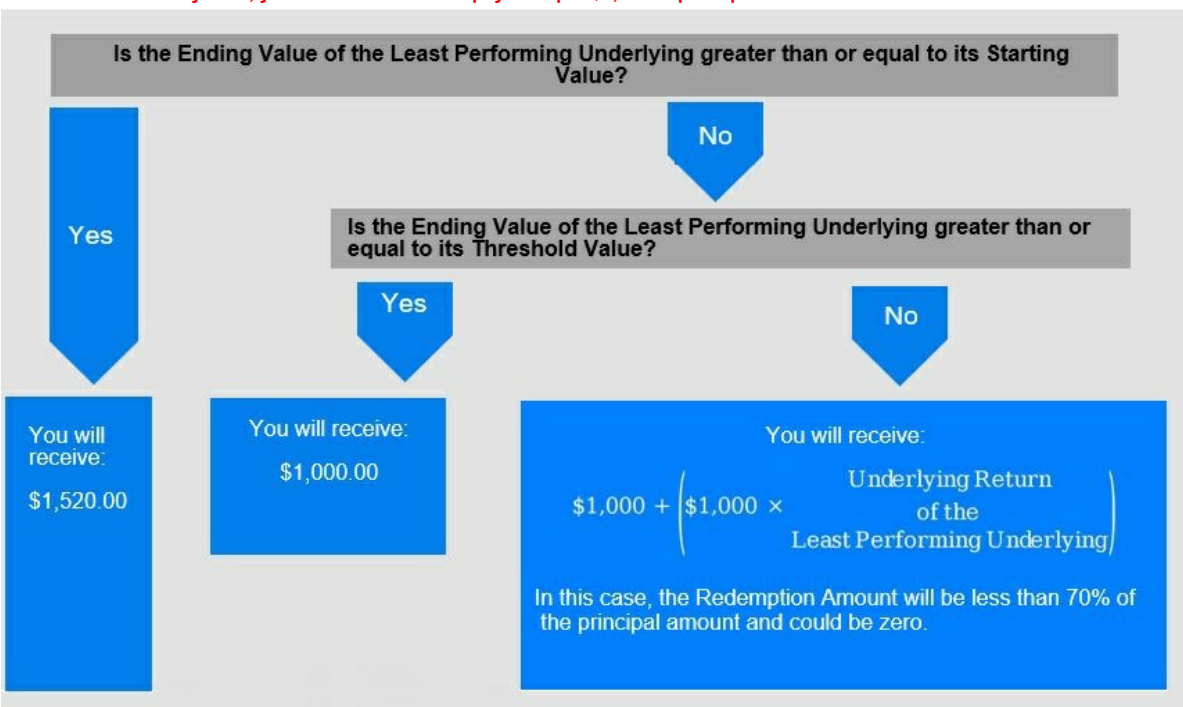 Is the Ending Value of the Least Performing Underlying greater than or equal to its Starting
Value?
No
Yes
Is the Ending Value of the Least Performing Underlying greater than or
equal to its Threshold Value?
Yes
No
You will
receive:
$1,520.00
You will receive:
$1,000.00
You will receive:
$1,000 + ($1,000 × Underlying Return
of the
Least Performing Underlying)
In this case, the Redemption Amount will be less than 70% of
the principal amount and could be zero.